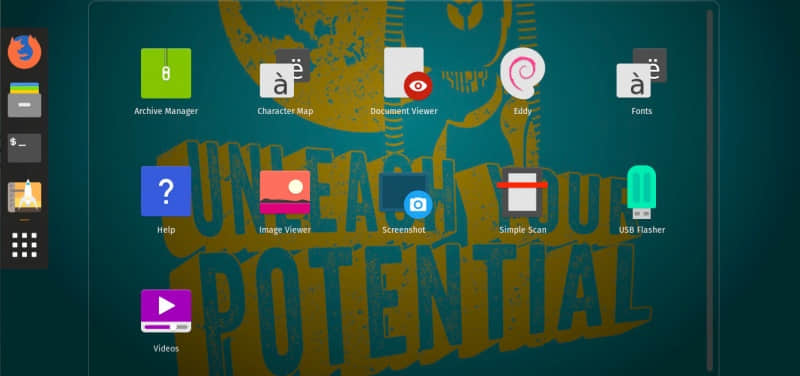 $_
ë
à
Archive Manager
Character Map
Document Viewer
Eddy
ë
à
Fonts
?
Help
Image Viewer
Screenshot
Simple Scan
USB Flasher
Videos
UNLEASH YOUR
POTENTIAL